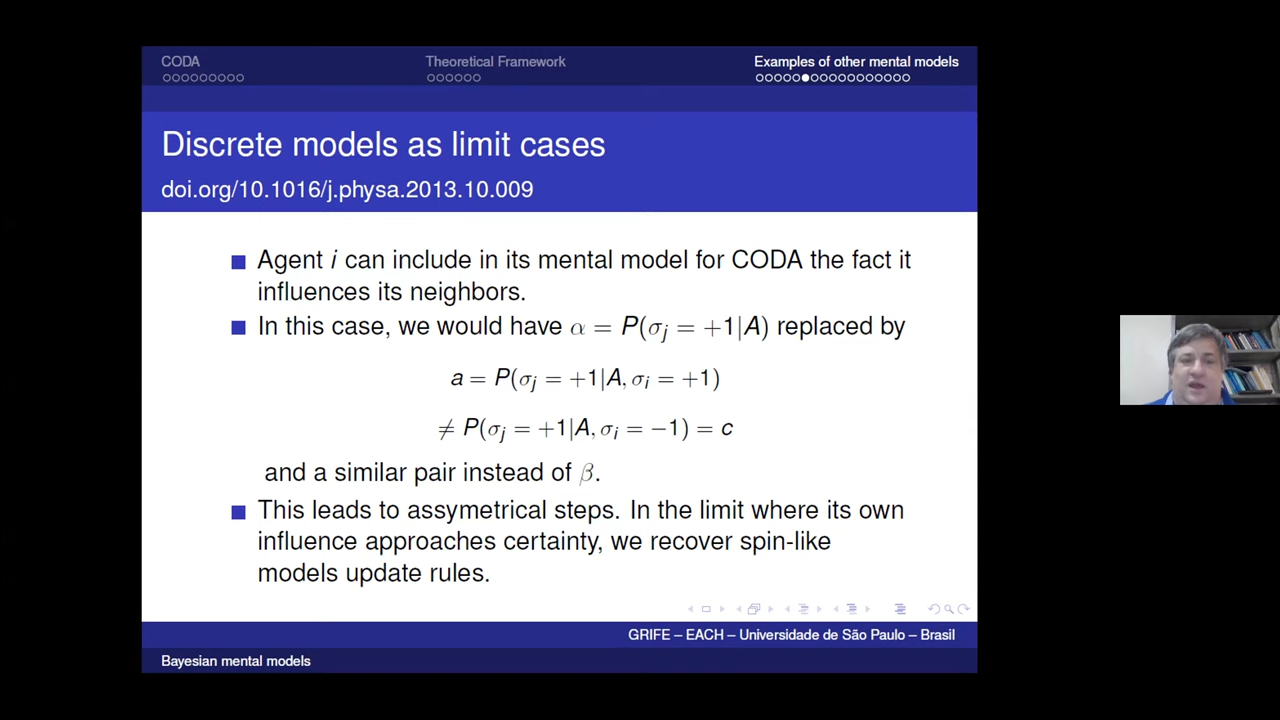 CODA Theoretical Framework Examples of other mental models
Discrete models as limit cases
doi.org/10.1016/j.physa.2013.10.009
Agent i can include in its mental model for CODA the fact it
influences its neighbors.
In this case, we would have α = P(σj = +1|A) replaced by
a = P(σj = +1|A, σi = +1)
≠ P(σj = +1|A, σi = −1) = c
and a similar pair instead of β.
This leads to assymetrical steps. In the limit where its own
influence approaches certainty, we recover spin-like
models update rules.
GRIFE – EACH – Universidade de São Paulo – Brasil
Bayesian mental models